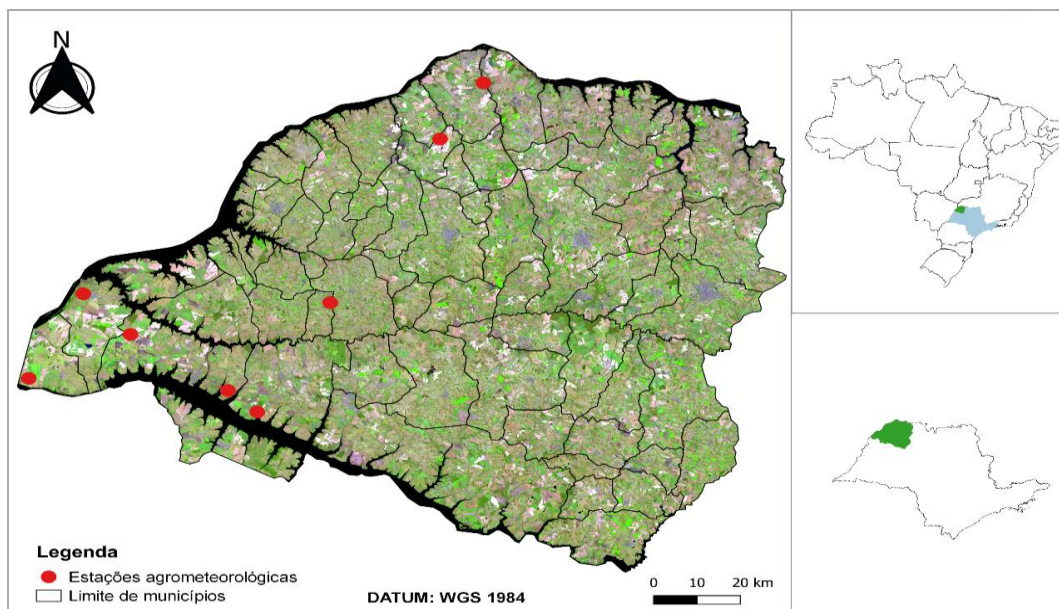 N
Legenda
Estações agrometeorológicas
Limite de municípios
DATUM: WGS 1984
0 10 20 km